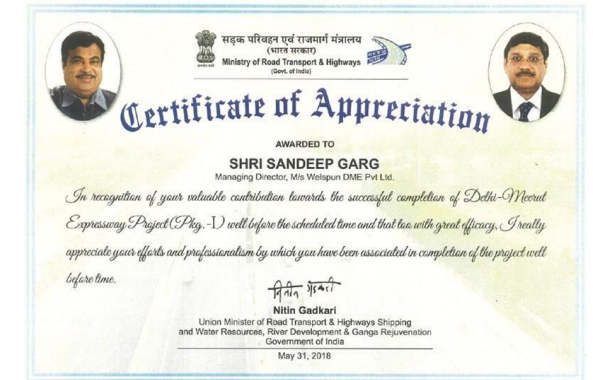 सड़क परिवहन एवं राजमार्ग मंत्रालय
(भारत सरकार)
Ministry of Road Transport & Highways
(Govt. of India)
Certificate of Appreciation
AWARDED TO
SHRI SANDEEP GARG
Managing Director, M/s Welspun DME Pvt Ltd.
In recognition of your valuable contribution towards the successful completion of Delhi-Meerut
Expressway Project (Pkg.-I) well before the scheduled time and that too with great efficacy, I really
appreciate your efforts and professionalism by which you have been associated in completion of the project well
before time.
नितीन गडकरी
Nitin Gadkari
Union Minister of Road Transport & Highways Shipping
and Water Resources, River Development & Ganga Rejuvenation
Government of India
May 31, 2018